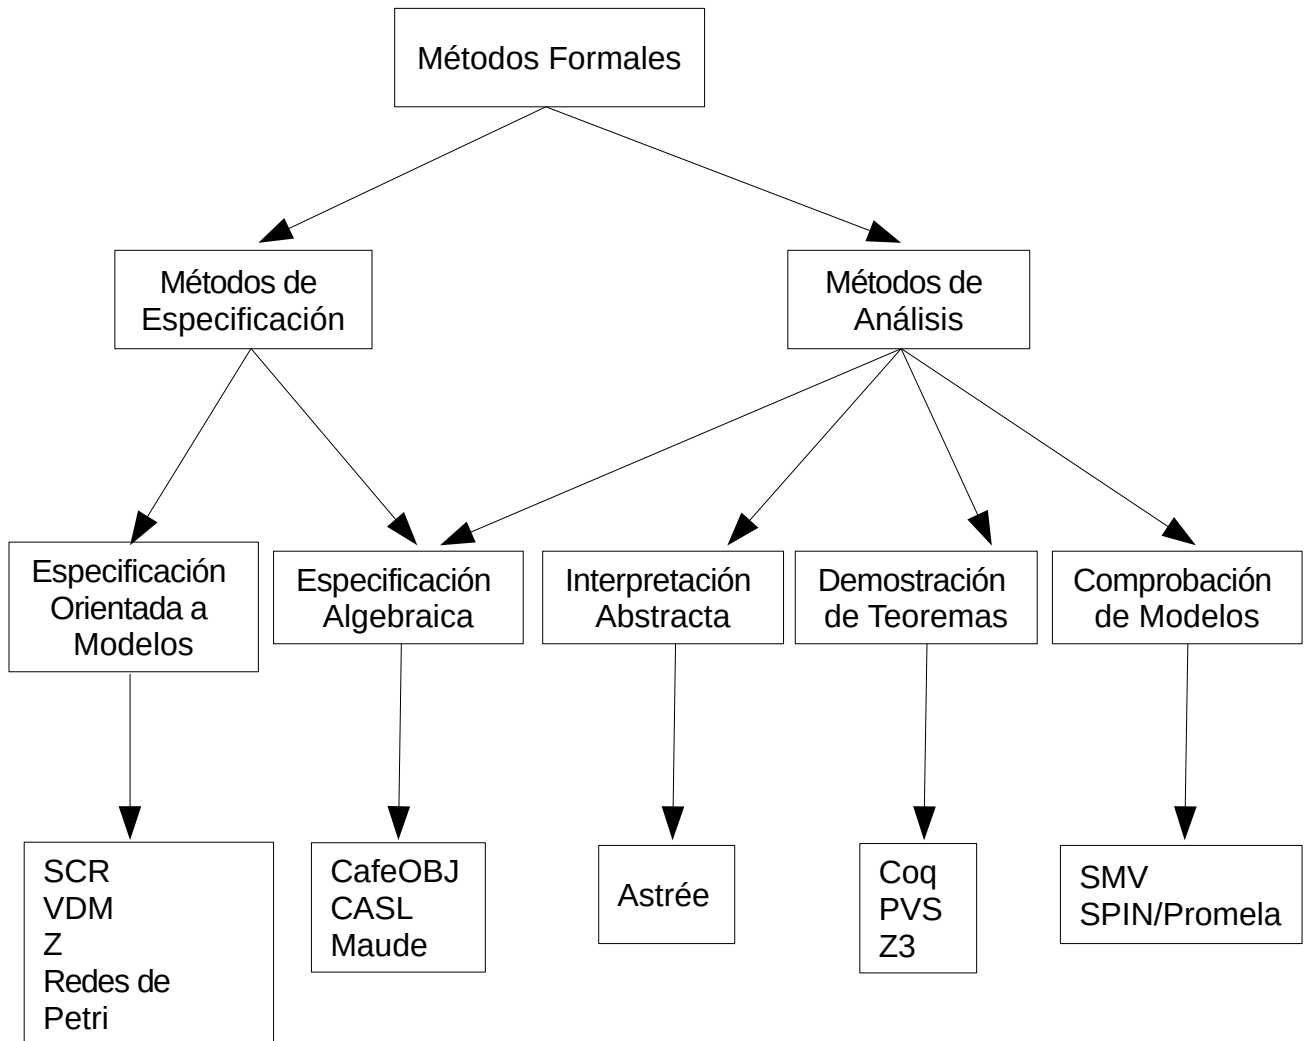 Métodos Formales
Métodos de
Especificación
Métodos de
Análisis
Especificación
Orientada a
Modelos
Especificación
Algebraica
Interpretación
Abstracta
Demostración
de Teoremas
Comprobación
de Modelos
SCR
VDM
Z
Redes de
Petri
CafeOBJ
CASL
Maude
Astrée
Coq
PVS
Z3
SMV
SPIN/Promela